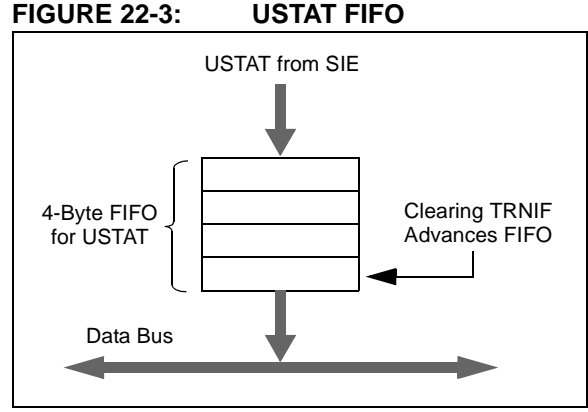 FIGURE 22-3: USTAT FIFO
USTAT from SIE
4-Byte FIFO
for USTAT
Clearing TRNIF
Advances FIFO
Data Bus